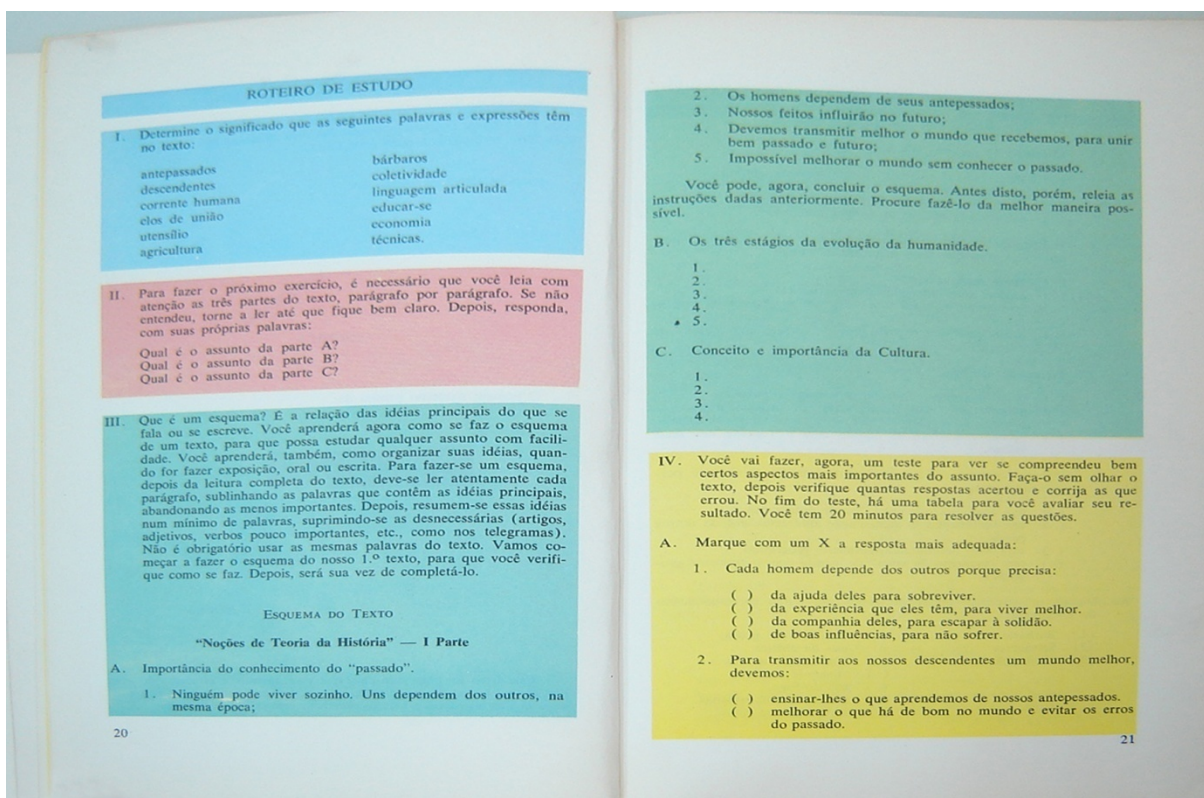 ROTEIRO DE ESTUDO
I. Determine o significado que as seguintes palavras e expressões têm
no texto:
antepassados
descendentes
corrente humana
elos de união
utensílio
agricultura
bárbaros
coletividade
linguagem articulada
educar-se
economia
técnicas.
II. Para fazer o próximo exercício, é necessário que você leia com
atenção as três partes do texto, parágrafo por parágrafo. Se não
entendeu, torne a ler até que fique bem claro. Depois, responda,
com suas próprias palavras:
Qual é o assunto da parte A?
Qual é o assunto da parte B?
Qual é o assunto da parte C?
III. Que é um esquema? É a relação das idéias principais do que se
fala ou se escreve. Você aprenderá agora como se faz o esquema
de um texto, para que possa estudar qualquer assunto com facili-
dade. Você aprenderá, também, como organizar suas idéias, quan-
do for fazer exposição, oral ou escrita. Para fazer-se um esquema,
depois da leitura completa do texto, deve-se ler atentamente cada
parágrafo, sublinhando as palavras que contêm as idéias principais,
abandonando as menos importantes. Depois, resumem-se essas idéias
num mínimo de palavras, suprimindo-se as desnecessárias (artigos,
adjetivos, verbos pouco importantes, etc., como nos telegramas).
Não é obrigatório usar as mesmas palavras do texto. Vamos co-
meçar a fazer o esquema do nosso 1.º texto, para que você verifi-
que como se faz. Depois, será sua vez de completá-lo.
ESQUEMA DO TEXTO
“Noções de Teoria da História” — I Parte
A. Importância do conhecimento do “passado”.
1. Ninguém pode viver sozinho. Uns dependem dos outros, na
mesma época;
20
2. Os homens dependem de seus antepessados;
3. Nossos feitos influirão no futuro;
4. Devemos transmitir melhor o mundo que recebemos, para unir
bem passado e futuro;
5. Impossível melhorar o mundo sem conhecer o passado.
Você pode, agora, concluir o esquema. Antes disto, porém, releia as
instruções dadas anteriormente. Procure fazê-lo da melhor maneira pos-
sível.
B. Os três estágios da evolução da humanidade.
1.
2.
3.
4.
5.
C. Conceito e importância da Cultura.
1.
2.
3.
4.
IV. Você vai fazer, agora, um teste para ver se compreendeu bem
certos aspectos mais importantes do assunto. Faça-o sem olhar o
texto, depois verifique quantas respostas acertou e corrija as que
errou. No fim do teste, há uma tabela para você avaliar seu re-
sultado. Você tem 20 minutos para resolver as questões.
A. Marque com um X a resposta mais adequada:
1. Cada homem depende dos outros porque precisa:
( ) da ajuda deles para sobreviver.
( ) da experiência que eles têm, para viver melhor.
( ) da companhia deles, para escapar à solidão.
( ) de boas influências, para não sofrer.
2. Para transmitir aos nossos descendentes um mundo melhor,
devemos:
( ) ensinar-lhes o que aprendemos de nossos antepessados.
( ) melhorar o que há de bom no mundo e evitar os erros
do passado.
21